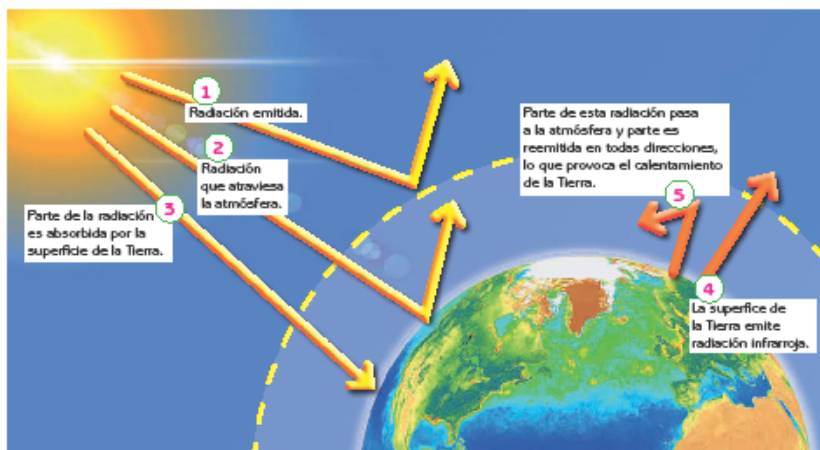 1
Radiación emitida.
2
Radiación
que atraviesa
la atmósfera.
3
Parte de la radiación
es absorbida por la
superficie de la Tierra.
Parte de esta radiación pasa
a la atmósfera y parte es
reemitida en todas direcciones,
lo que provoca el calentamiento
de la Tierra.
5
4
La superfice de
la Tierra emite
radiación infrarroja.